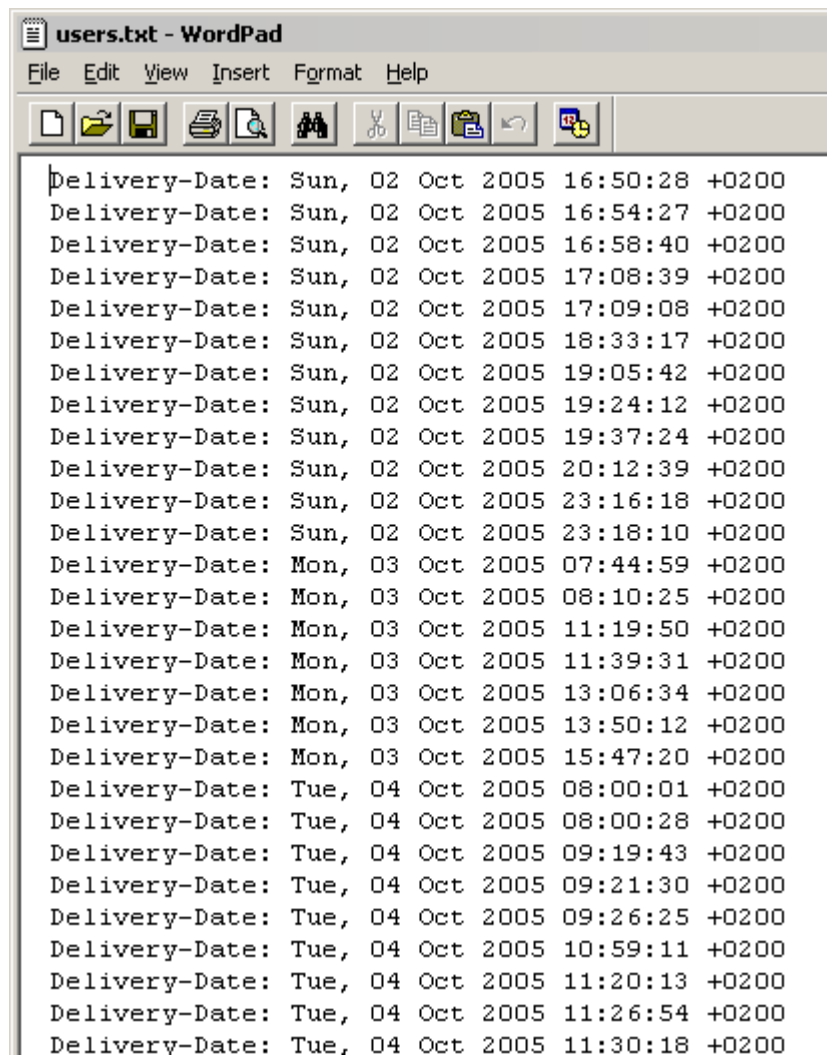 users.txt - WordPad
File Edit View Insert Format Help
Delivery-Date: Sun, 02 Oct 2005 16:50:28 +0200
Delivery-Date: Sun, 02 Oct 2005 16:54:27 +0200
Delivery-Date: Sun, 02 Oct 2005 16:58:40 +0200
Delivery-Date: Sun, 02 Oct 2005 17:08:39 +0200
Delivery-Date: Sun, 02 Oct 2005 17:09:08 +0200
Delivery-Date: Sun, 02 Oct 2005 18:33:17 +0200
Delivery-Date: Sun, 02 Oct 2005 19:05:42 +0200
Delivery-Date: Sun, 02 Oct 2005 19:24:12 +0200
Delivery-Date: Sun, 02 Oct 2005 19:37:24 +0200
Delivery-Date: Sun, 02 Oct 2005 20:12:39 +0200
Delivery-Date: Sun, 02 Oct 2005 23:16:18 +0200
Delivery-Date: Sun, 02 Oct 2005 23:18:10 +0200
Delivery-Date: Mon, 03 Oct 2005 07:44:59 +0200
Delivery-Date: Mon, 03 Oct 2005 08:10:25 +0200
Delivery-Date: Mon, 03 Oct 2005 11:19:50 +0200
Delivery-Date: Mon, 03 Oct 2005 11:39:31 +0200
Delivery-Date: Mon, 03 Oct 2005 13:06:34 +0200
Delivery-Date: Mon, 03 Oct 2005 13:50:12 +0200
Delivery-Date: Mon, 03 Oct 2005 15:47:20 +0200
Delivery-Date: Tue, 04 Oct 2005 08:00:01 +0200
Delivery-Date: Tue, 04 Oct 2005 08:00:28 +0200
Delivery-Date: Tue, 04 Oct 2005 09:19:43 +0200
Delivery-Date: Tue, 04 Oct 2005 09:21:30 +0200
Delivery-Date: Tue, 04 Oct 2005 09:26:25 +0200
Delivery-Date: Tue, 04 Oct 2005 10:59:11 +0200
Delivery-Date: Tue, 04 Oct 2005 11:20:13 +0200
Delivery-Date: Tue, 04 Oct 2005 11:26:54 +0200
Delivery-Date: Tue, 04 Oct 2005 11:30:18 +0200